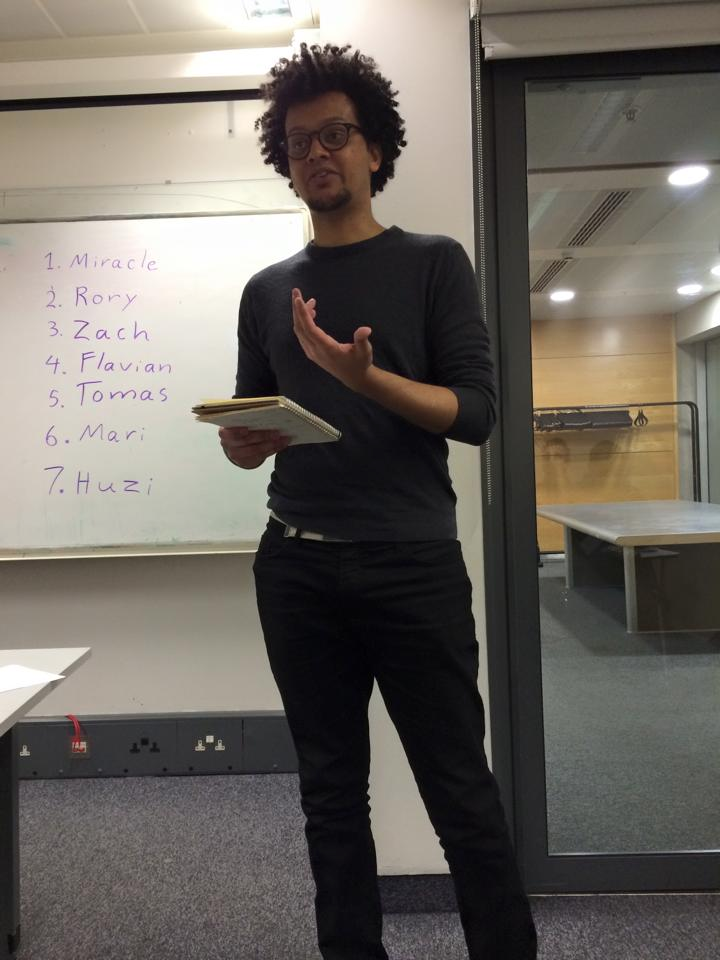 1. Miracle
2. Rory
3. Zach
4. Flavian
5. Tomas
6. Mari
7. Huzi